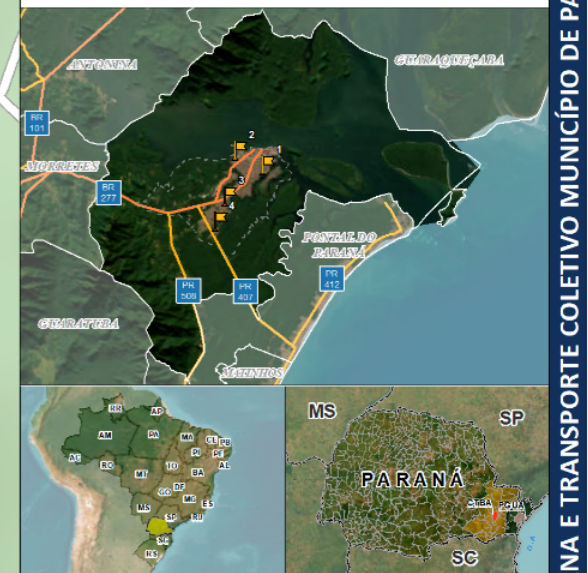 ANTONINA
GUARAQUEÇABA
BR
101
MORRETES
BR
277
2
1
3
4
PONTAL DO
PARANÁ
PR
412
PR
508
PR
407
GUARATUBA
MATINHOS
RR
AP
AM
PA
MA
CE
PB
PI
PE
AC
RO
TO
AL
MT
BA
DF
GO
MG
ES
MS
SP
RJ
SC
RS
MS
SP
PARANÁ
CTBA
PGUA
SC
O.A
NA E TRANSPORTE COLETIVO MUNICÍPIO DE PA